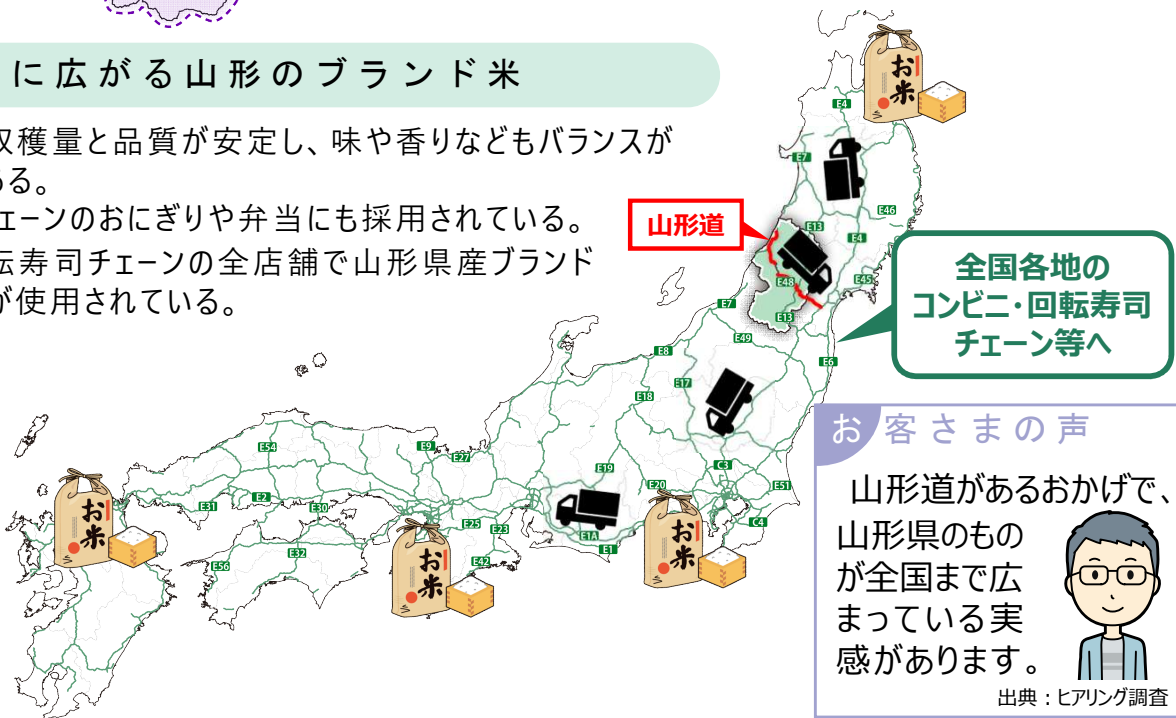 に広がる山形のブランド米
収穫量と品質が安定し、味や香りなどもバランスが
ある。
ェーンのおにぎりや弁当にも採用されている。
転寿司チェーンの全店舗で山形県産ブランド
が使用されている。
山形道
全国各地の
コンビニ・回転寿司
チェーン等へ
お客さまの声
山形道があるおかげで、
山形県のもの
が全国まで広
まっている実
感があります。
出典：ヒアリング調査
お米
お米
お米
お米
E4
E7
E46
E13
E4
E48
E45
E13
E7
E49
E6
E8
E17
E18
E54
E9
E27
E19
E20
C3
E51
E2
E31
E30
E25
E23
E1A
E1
C4
E32
E42
E56